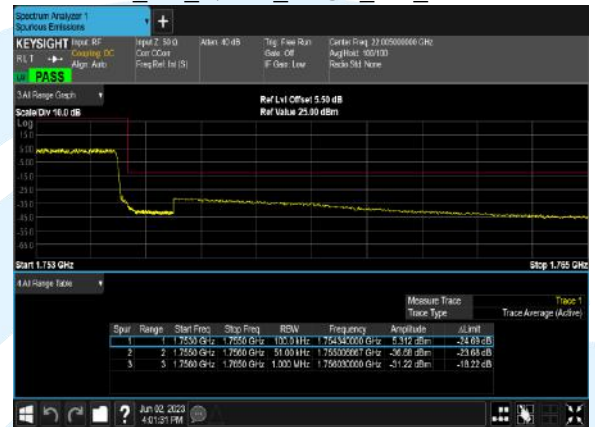 Spectrum Analyzer 1
Spurious Emissions
KEYSIGHT Input: RF Input Z: 50 Ω Atten: 40 dB Trig: Free Run Center Freq: 22.005000000 GHz
RLT Coupling: DC Corr CCorr Gate: Off Avg|Hold: 100/100
Align: Auto Freq Ref: Int (S) IF Gain: Low Radio Std: None
PASS
3 All Range Graph
Ref Lvl Offset 5.50 dB
Scale/Div 10.0 dB Ref Value 25.00 dBm
Log
15.0
5.00
-5.00
-15.0
-25.0
-35.0
-45.0
-55.0
-65.0
Start 1.753 GHz Stop 1.765 GHz
4 All Range Table
Measure Trace Trace 1
Trace Type Trace Average (Active)
Spur Range Start Freq Stop Freq RBW Frequency Amplitude ΔLimit
1 1 1.7530 GHz 1.7550 GHz 100.0 kHz 1.754340000 GHz 5.312 dBm -24.69 dB
2 2 1.7550 GHz 1.7560 GHz 51.00 kHz 1.755006667 GHz -36.68 dBm -23.68 dB
3 3 1.7560 GHz 1.7650 GHz 1.000 MHz 1.756030000 GHz -31.22 dBm -18.22 dB
? Jun 02, 2023
4:01:31 PM